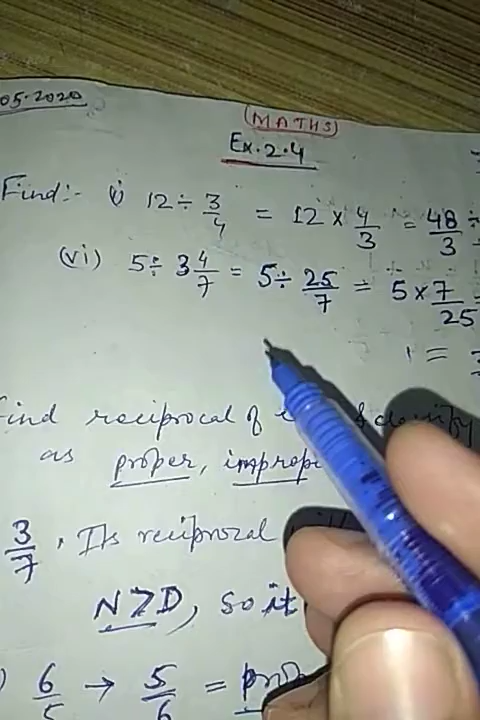 05.2020
(MATHS)
Ex.2.4
Find:- (i) 12 ÷ 3/4 = 12 × 4/3 = 48/3 ÷
(vi) 5 ÷ 3 4/7 = 5 ÷ 25/7 = 5 × 7/25 =
=
Find reciprocal of & classify
as proper, improp
3/7. Its reciprocal
N>D, so it
) 6/5 → 5/6 = prop